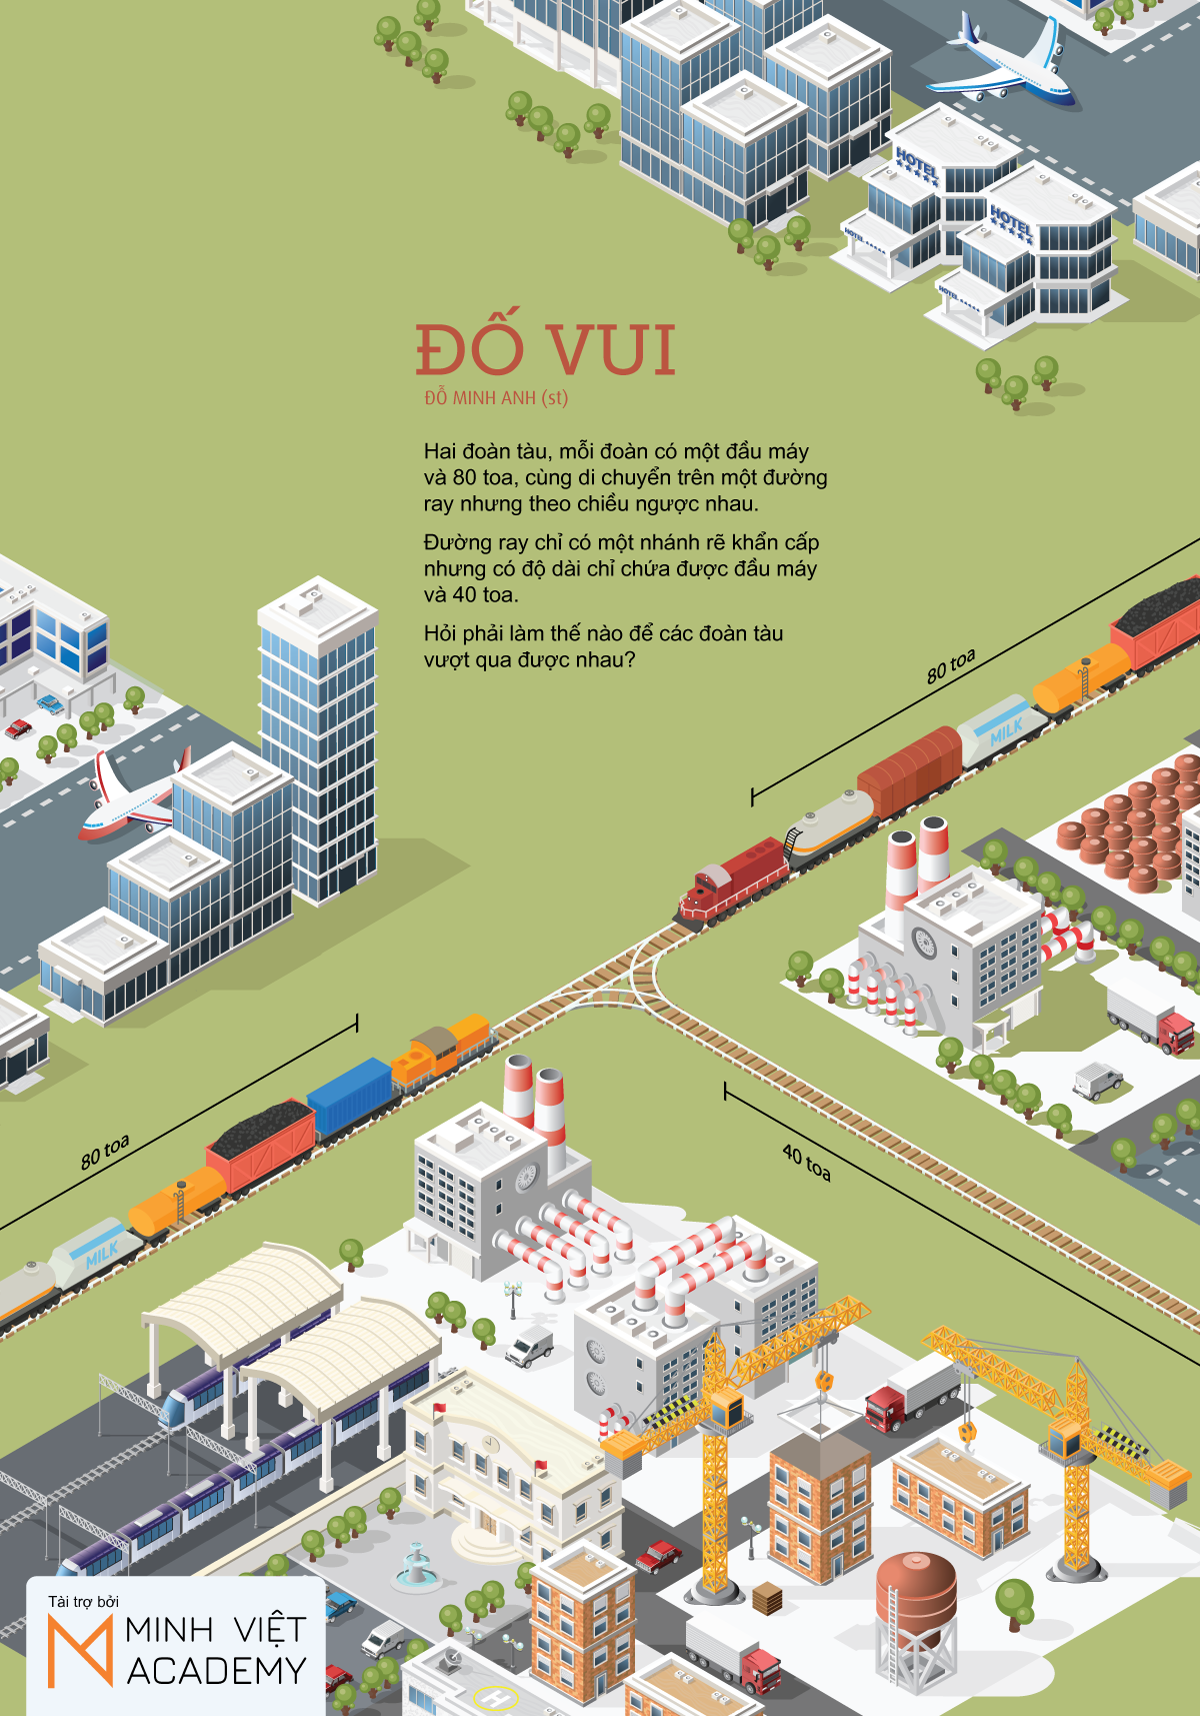 HOTEL
HOTEL
HOTEL
HOTEL
ĐỐ VUI
ĐỖ MINH ANH (st)
Hai đoàn tàu, mỗi đoàn có một đầu máy
và 80 toa, cùng di chuyển trên một đường
ray nhưng theo chiều ngược nhau.
Đường ray chỉ có một nhánh rẽ khẩn cấp
nhưng có độ dài chỉ chứa được đầu máy
và 40 toa.
Hỏi phải làm thế nào để các đoàn tàu
vượt qua được nhau?
80 toa
MILK
80 toa
40 toa
MILK
Tài trợ bởi
MINH VIỆT
ACADEMY
H